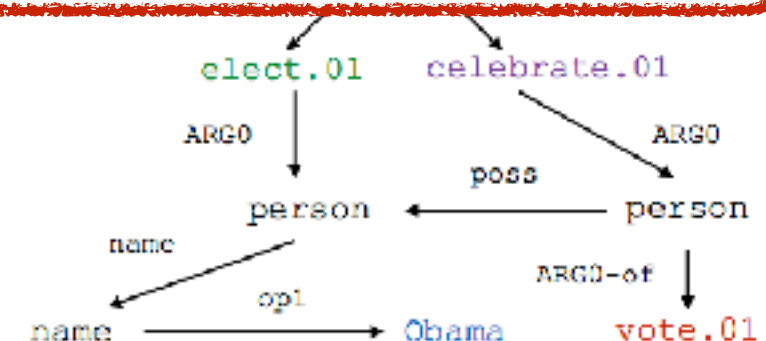 elect.01 celebrate.01
ARG0 ARG0
poss
person person
name
ARG0-of
op1
name Obama vote.01